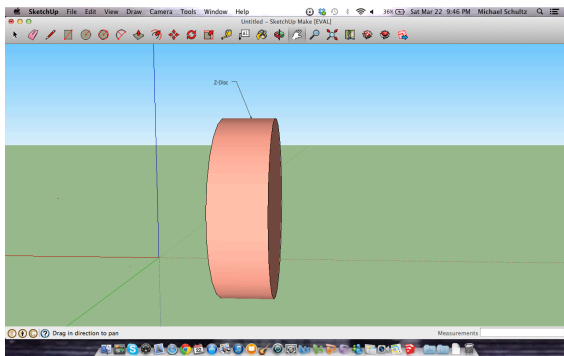 SketchUp File Edit View Draw Camera Tools Window Help 36% Sat Mar 22 9:46 PM Michael Schultz
Untitled - SketchUp Make [EVAL]
Z-Disc
Drag in direction to pan Measurements